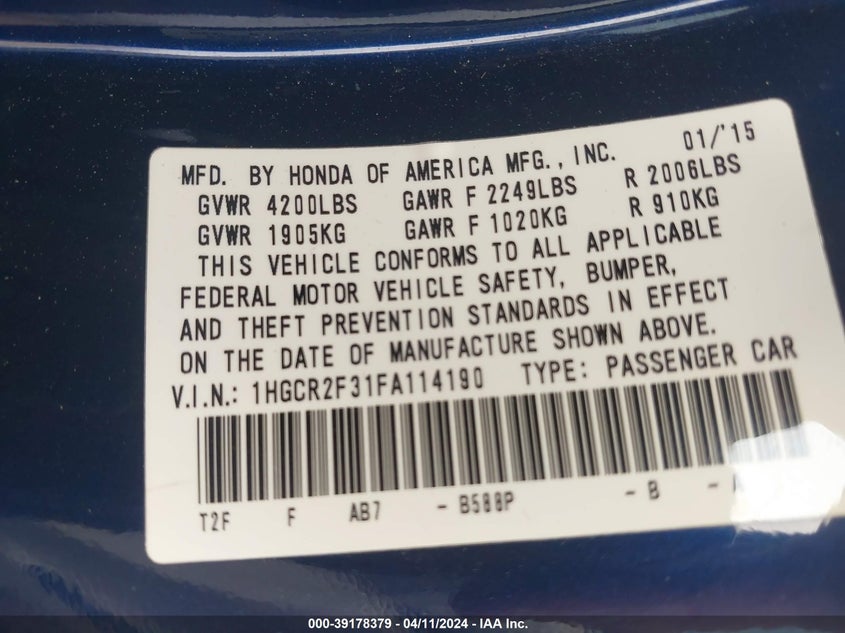 MFD. BY HONDA OF AMERICA MFG., INC. 01/'15
GVWR 4200LBS GAWR F 2249LBS R 2006LBS
GVWR 1905KG GAWR F 1020KG R 910KG
THIS VEHICLE CONFORMS TO ALL APPLICABLE
FEDERAL MOTOR VEHICLE SAFETY, BUMPER,
AND THEFT PREVENTION STANDARDS IN EFFECT
ON THE DATE OF MANUFACTURE SHOWN ABOVE.
V.I.N.: 1HGCR2F31FA114190 TYPE: PASSENGER CAR
T2F F AB7 - B588P - B -
000-39178379 / 04/11/2024 - IAA Inc.